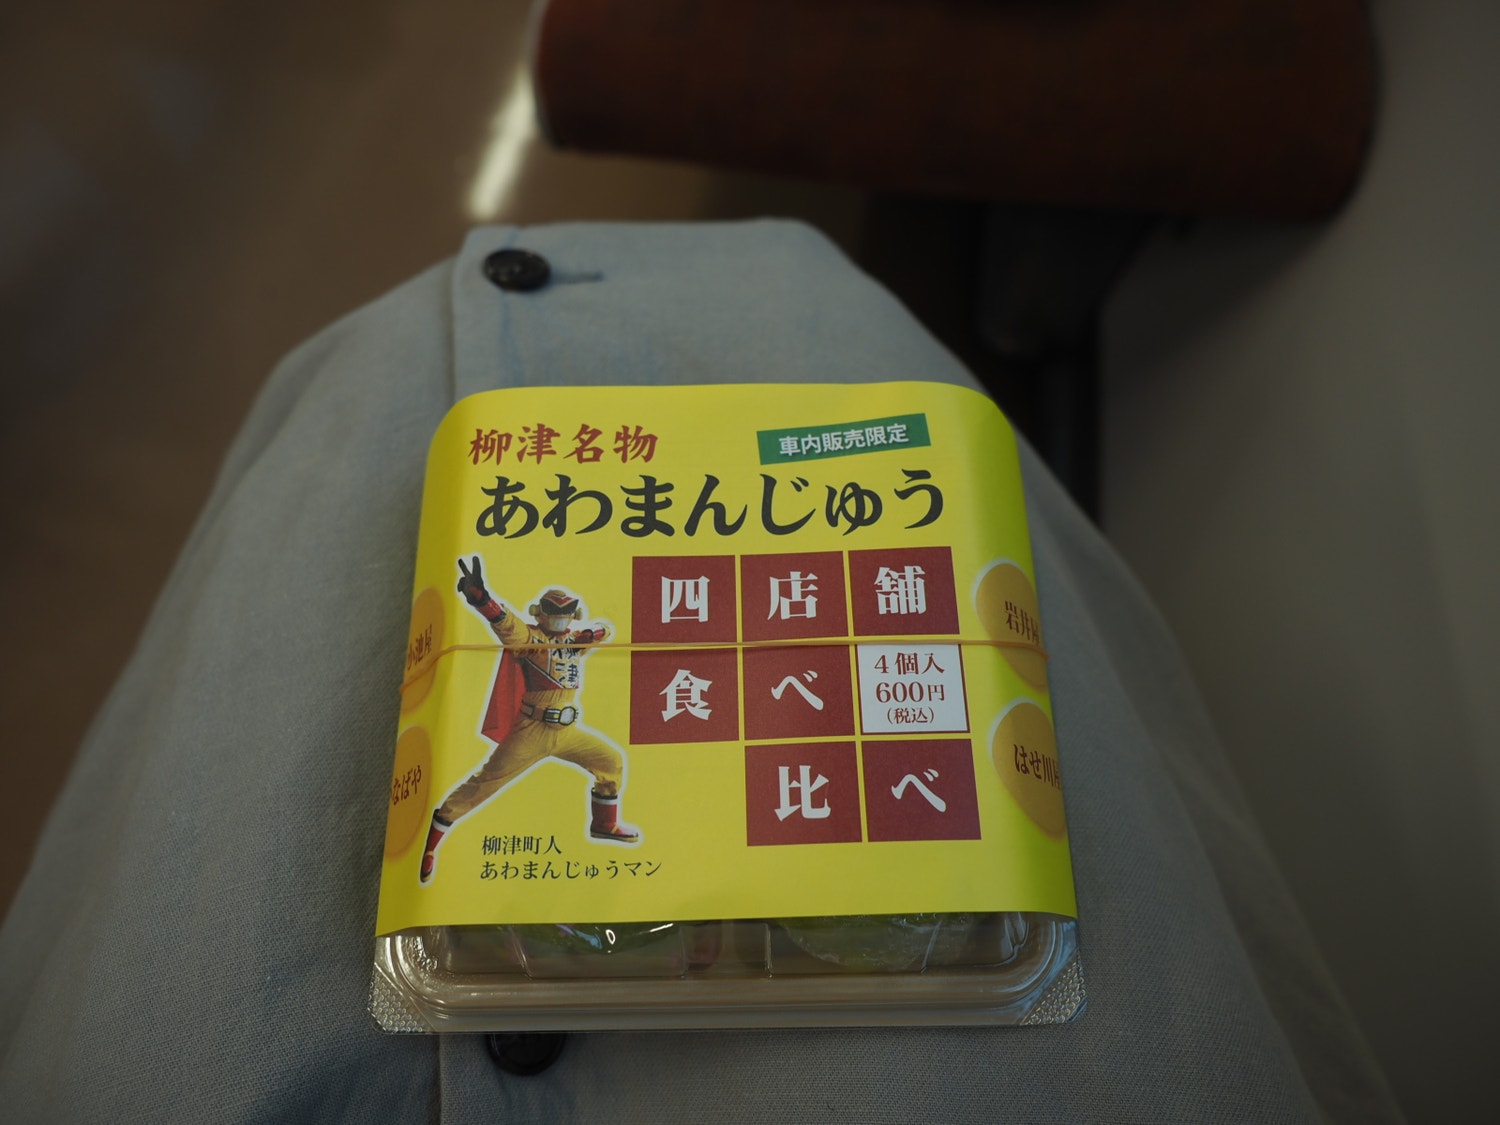 柳津名物
車内販売限定
あわまんじゅう
四店舗
食べ
比べ
4個入
600円
(税込)
小池屋
なばや
岩井屋
はせ川屋
柳津町人
あわまんじゅうマン